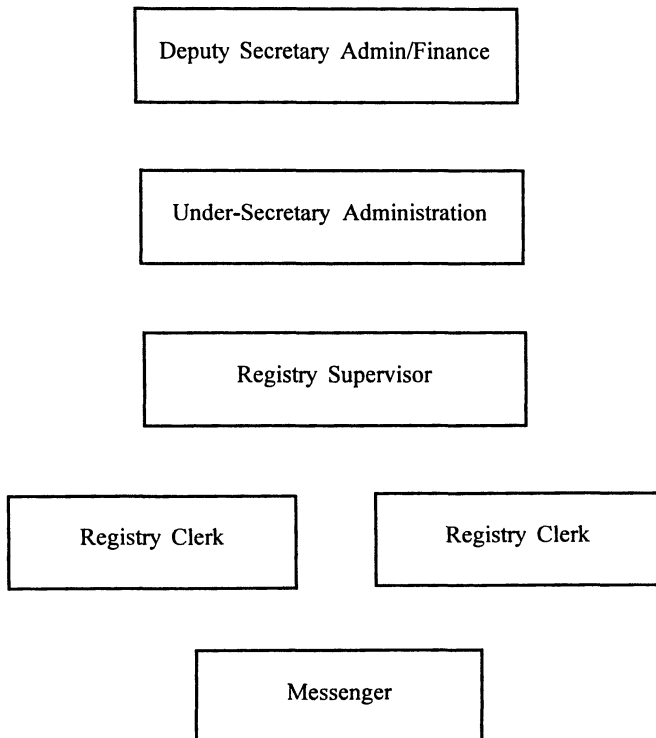 Deputy Secretary Admin/Finance
Under-Secretary Administration
Registry Supervisor
Registry Clerk
Registry Clerk
Messenger